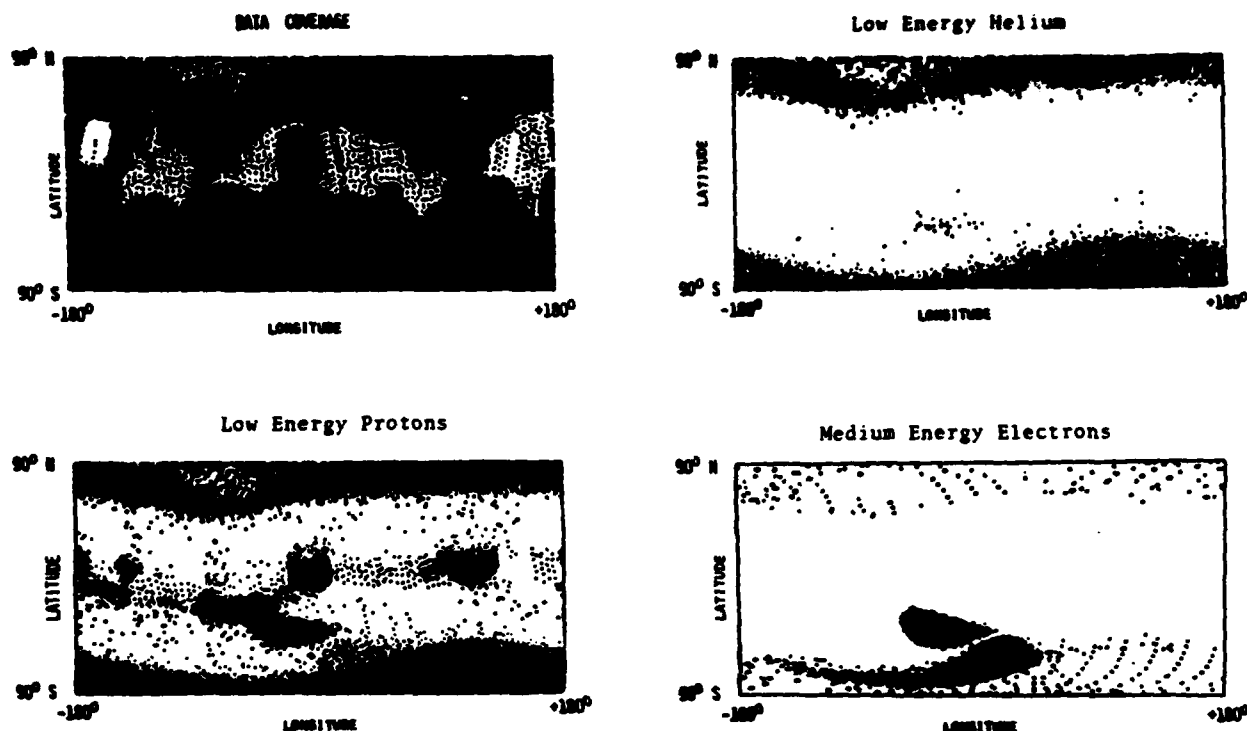 DATA COVERAGE
90° N
LATITUDE
90° S
-180°
+180°
LONGITUDE
Low Energy Helium
90° N
LATITUDE
90° S
-180°
+180°
LONGITUDE
Low Energy Protons
90° N
LATITUDE
90° S
-180°
+180°
LONGITUDE
Medium Energy Electrons
90° N
LATITUDE
90° S
-180°
+180°
LONGITUDE